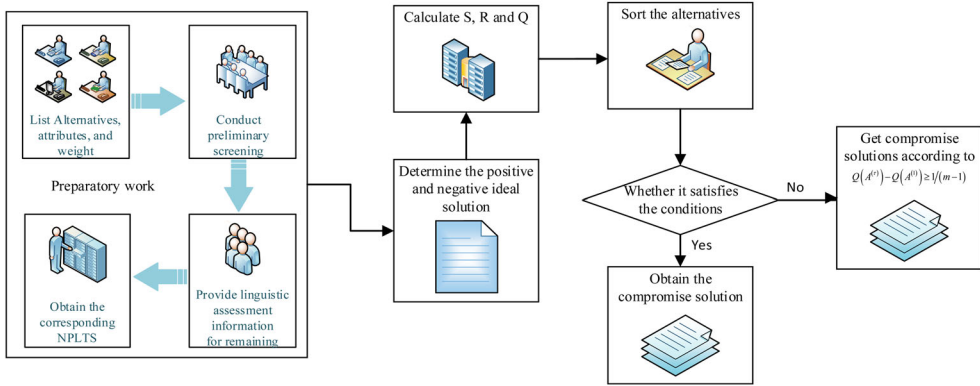 List Alternatives,
attributes, and
weight
Conduct
preliminary
screening
Preparatory work
Obtain the
corresponding
NPLTS
Provide linguistic
assessment
information
for remaining
Determine the positive
and negative ideal
solution
Calculate S, R and Q
Sort the alternatives
Whether it satisfies
the conditions
No
Yes
Obtain the
compromise solution
Get compromise
solutions according to
Q(A^(r))−Q(A^(1))≥1/(m−1)